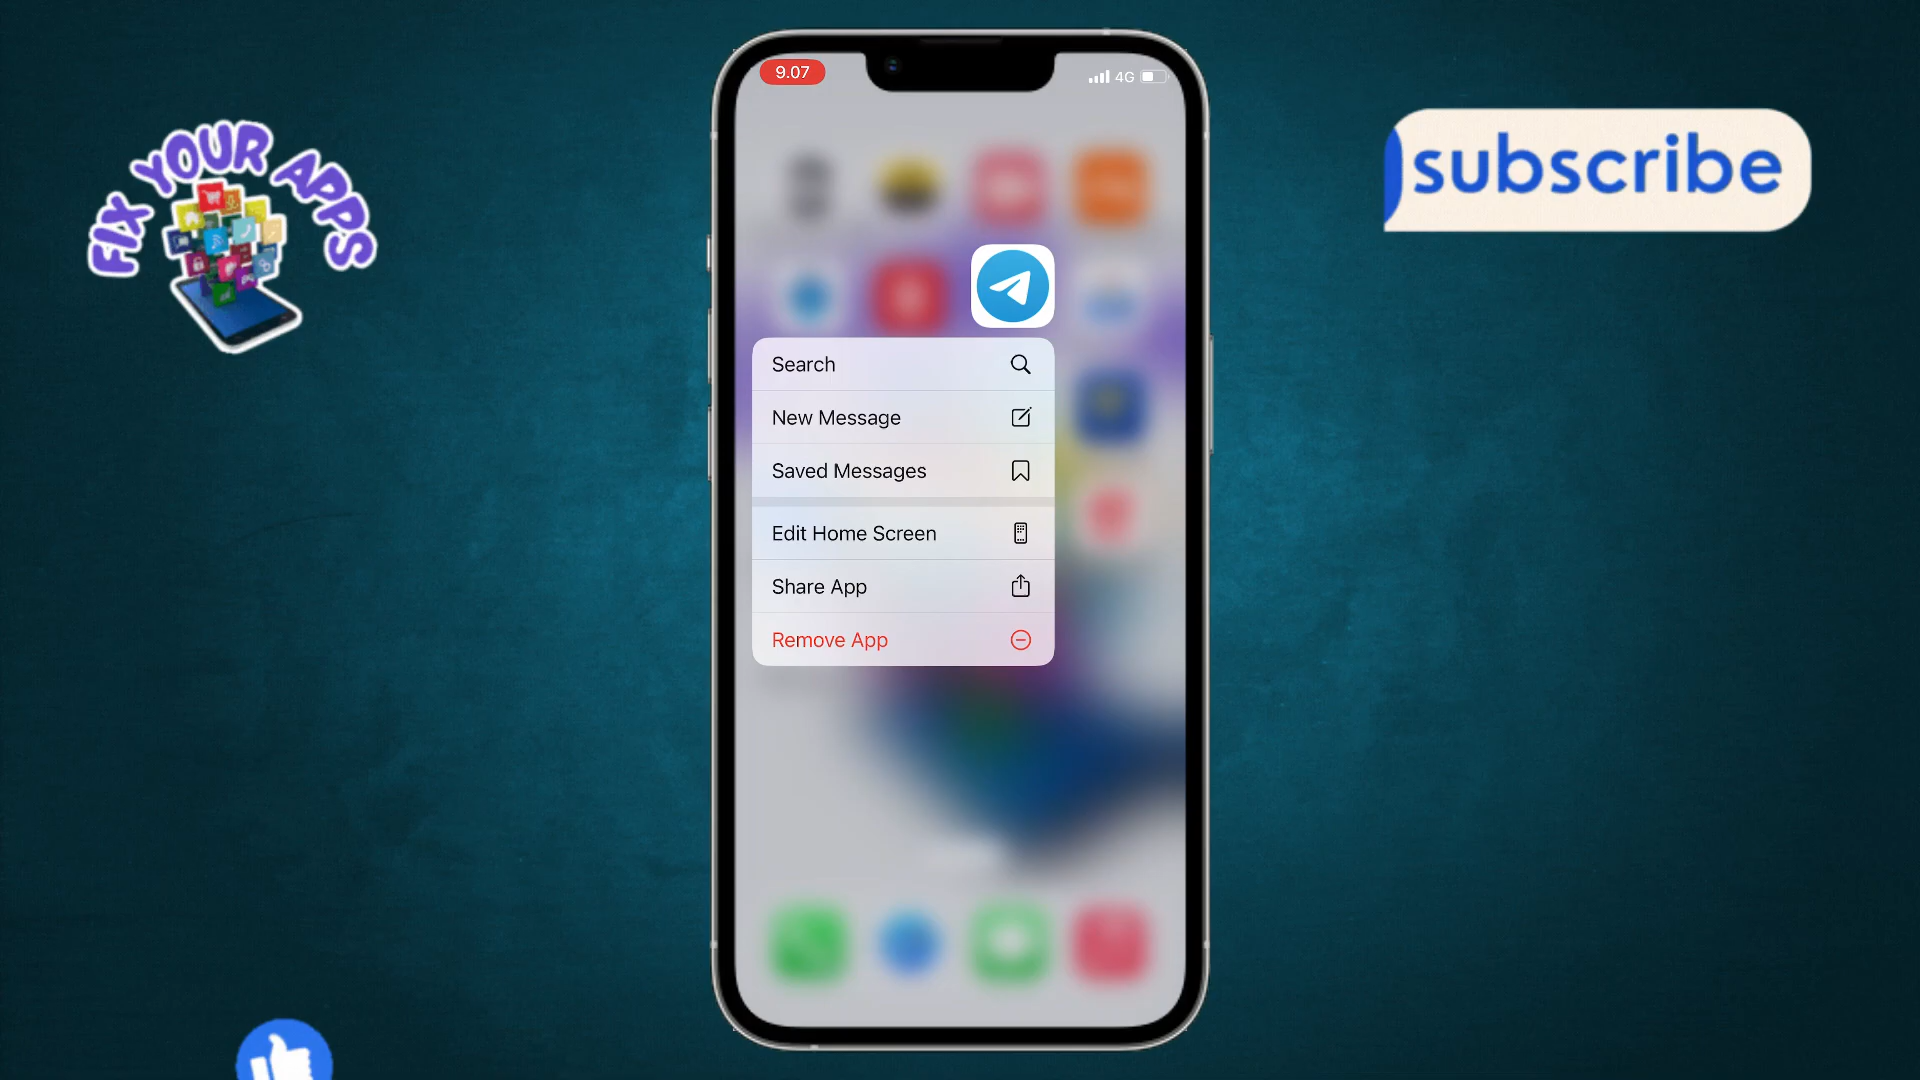 FIX YOUR APPS
9.07
4G
subscribe
Search
New Message
Saved Messages
Edit Home Screen
Share App
Remove App